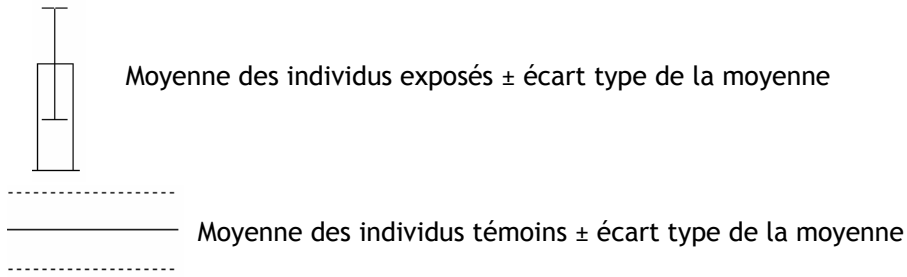 Moyenne des individus exposés ± écart type de la moyenne
Moyenne des individus témoins ± écart type de la moyenne